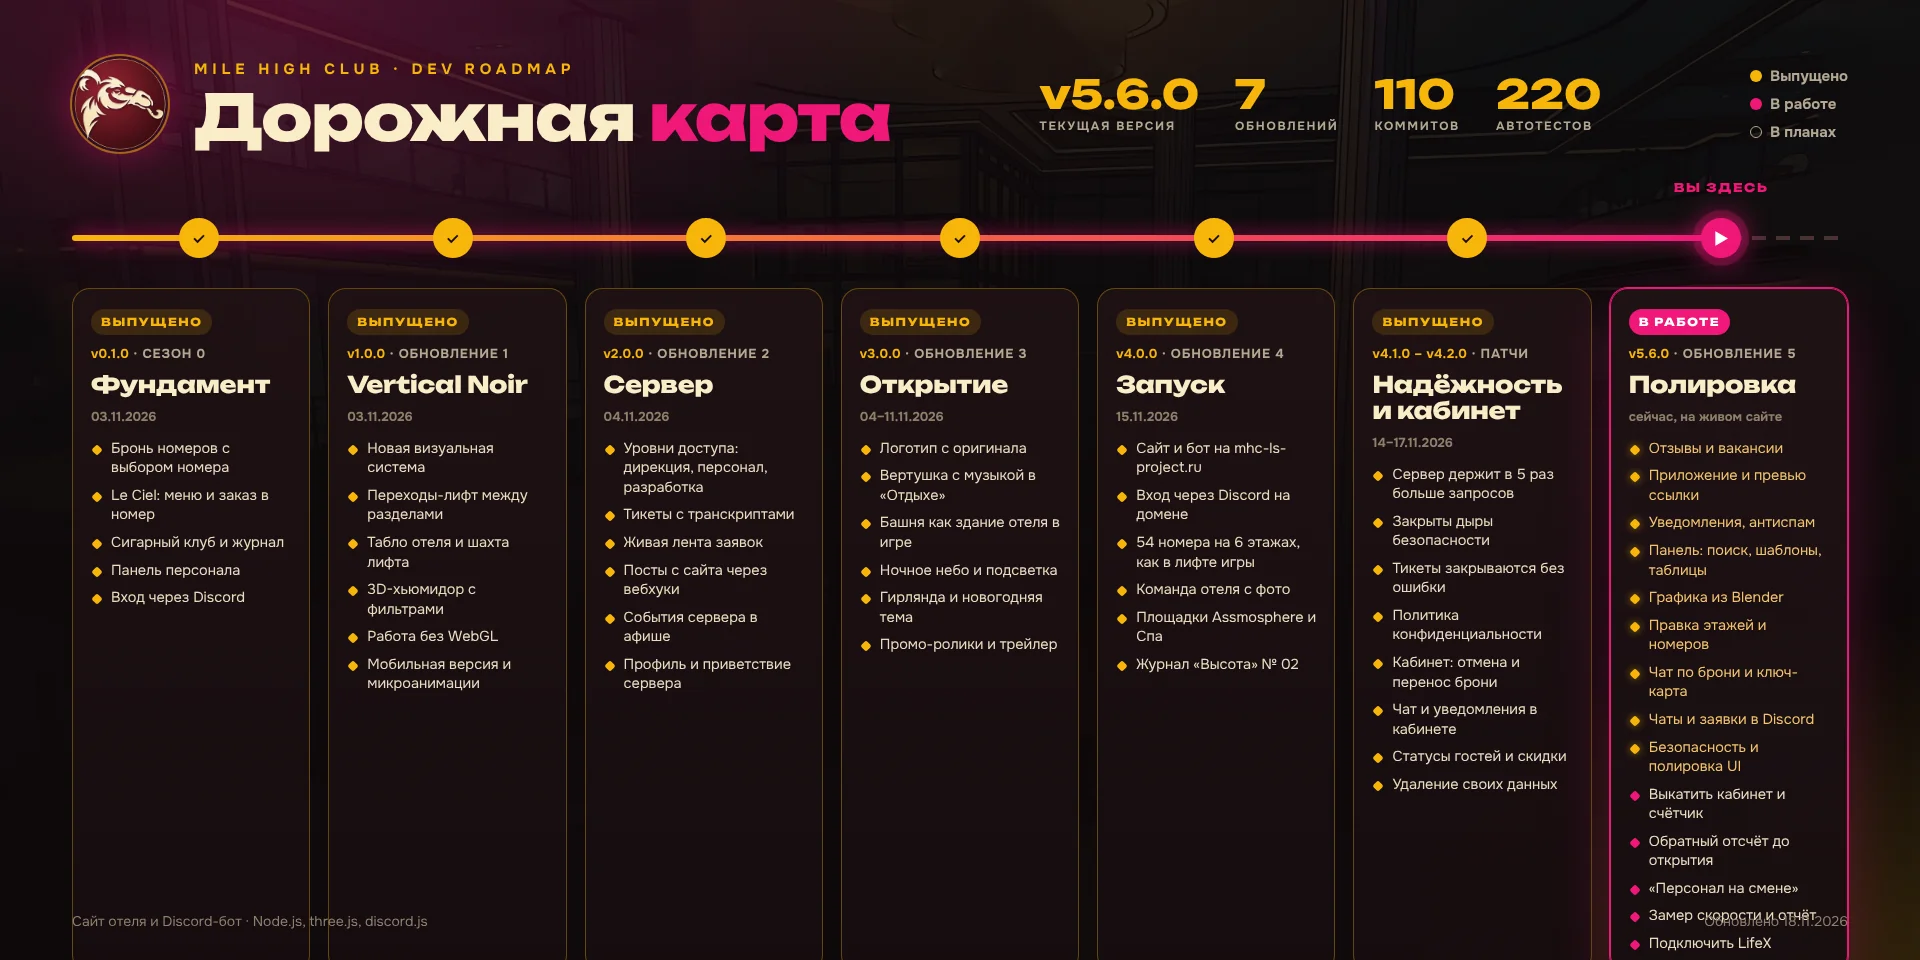 MILE HIGH CLUB · DEV ROADMAP
Дорожная карта
v5.6.0
ТЕКУЩАЯ ВЕРСИЯ
7
ОБНОВЛЕНИЙ
110
КОММИТОВ
220
АВТОТЕСТОВ
Выпущено
В работе
В планах
ВЫ ЗДЕСЬ
ВЫПУЩЕНО
v0.1.0 · СЕЗОН 0
Фундамент
03.11.2026
Бронь номеров с
выбором номера
Le Ciel: меню и заказ в
номер
Сигарный клуб и журнал
Панель персонала
Вход через Discord
ВЫПУЩЕНО
v1.0.0 · ОБНОВЛЕНИЕ 1
Vertical Noir
03.11.2026
Новая визуальная
система
Переходы-лифт между
разделами
Табло отеля и шахта
лифта
3D-хьюмидор с
фильтрами
Работа без WebGL
Мобильная версия и
микроанимации
ВЫПУЩЕНО
v2.0.0 · ОБНОВЛЕНИЕ 2
Сервер
04.11.2026
Уровни доступа:
дирекция, персонал,
разработка
Тикеты с транскриптами
Живая лента заявок
Посты с сайта через
вебхуки
События сервера в
афише
Профиль и приветствие
сервера
ВЫПУЩЕНО
v3.0.0 · ОБНОВЛЕНИЕ 3
Открытие
04–11.11.2026
Логотип с оригинала
Вертушка с музыкой в
«Отдыхе»
Башня как здание отеля в
игре
Ночное небо и подсветка
Гирлянда и новогодняя
тема
Промо-ролики и трейлер
ВЫПУЩЕНО
v4.0.0 · ОБНОВЛЕНИЕ 4
Запуск
15.11.2026
Сайт и бот на mhc-ls-
project.ru
Вход через Discord на
домене
54 номера на 6 этажах,
как в лифте игры
Команда отеля с фото
Площадки Assmosphere и
Спа
Журнал «Высота» № 02
ВЫПУЩЕНО
v4.1.0 – v4.2.0 · ПАТЧИ
Надёжность
и кабинет
14–17.11.2026
Сервер держит в 5 раз
больше запросов
Закрыты дыры
безопасности
Тикеты закрываются без
ошибки
Политика
конфиденциальности
Кабинет: отмена и
перенос брони
Чат и уведомления в
кабинете
Статусы гостей и скидки
Удаление своих данных
В РАБОТЕ
v5.6.0 · ОБНОВЛЕНИЕ 5
Полировка
сейчас, на живом сайте
Отзывы и вакансии
Приложение и превью
ссылки
Уведомления, антиспам
Панель: поиск, шаблоны,
таблицы
Графика из Blender
Правка этажей и
номеров
Чат по брони и ключ-
карта
Чаты и заявки в Discord
Безопасность и
полировка UI
Выкатить кабинет и
счётчик
Обратный отсчёт до
открытия
«Персонал на смене»
Замер скорости и отчёт
Подключить LifeX
Сайт отеля и Discord-бот · Node.js, three.js, discord.js
Обновлено 18.11.2026